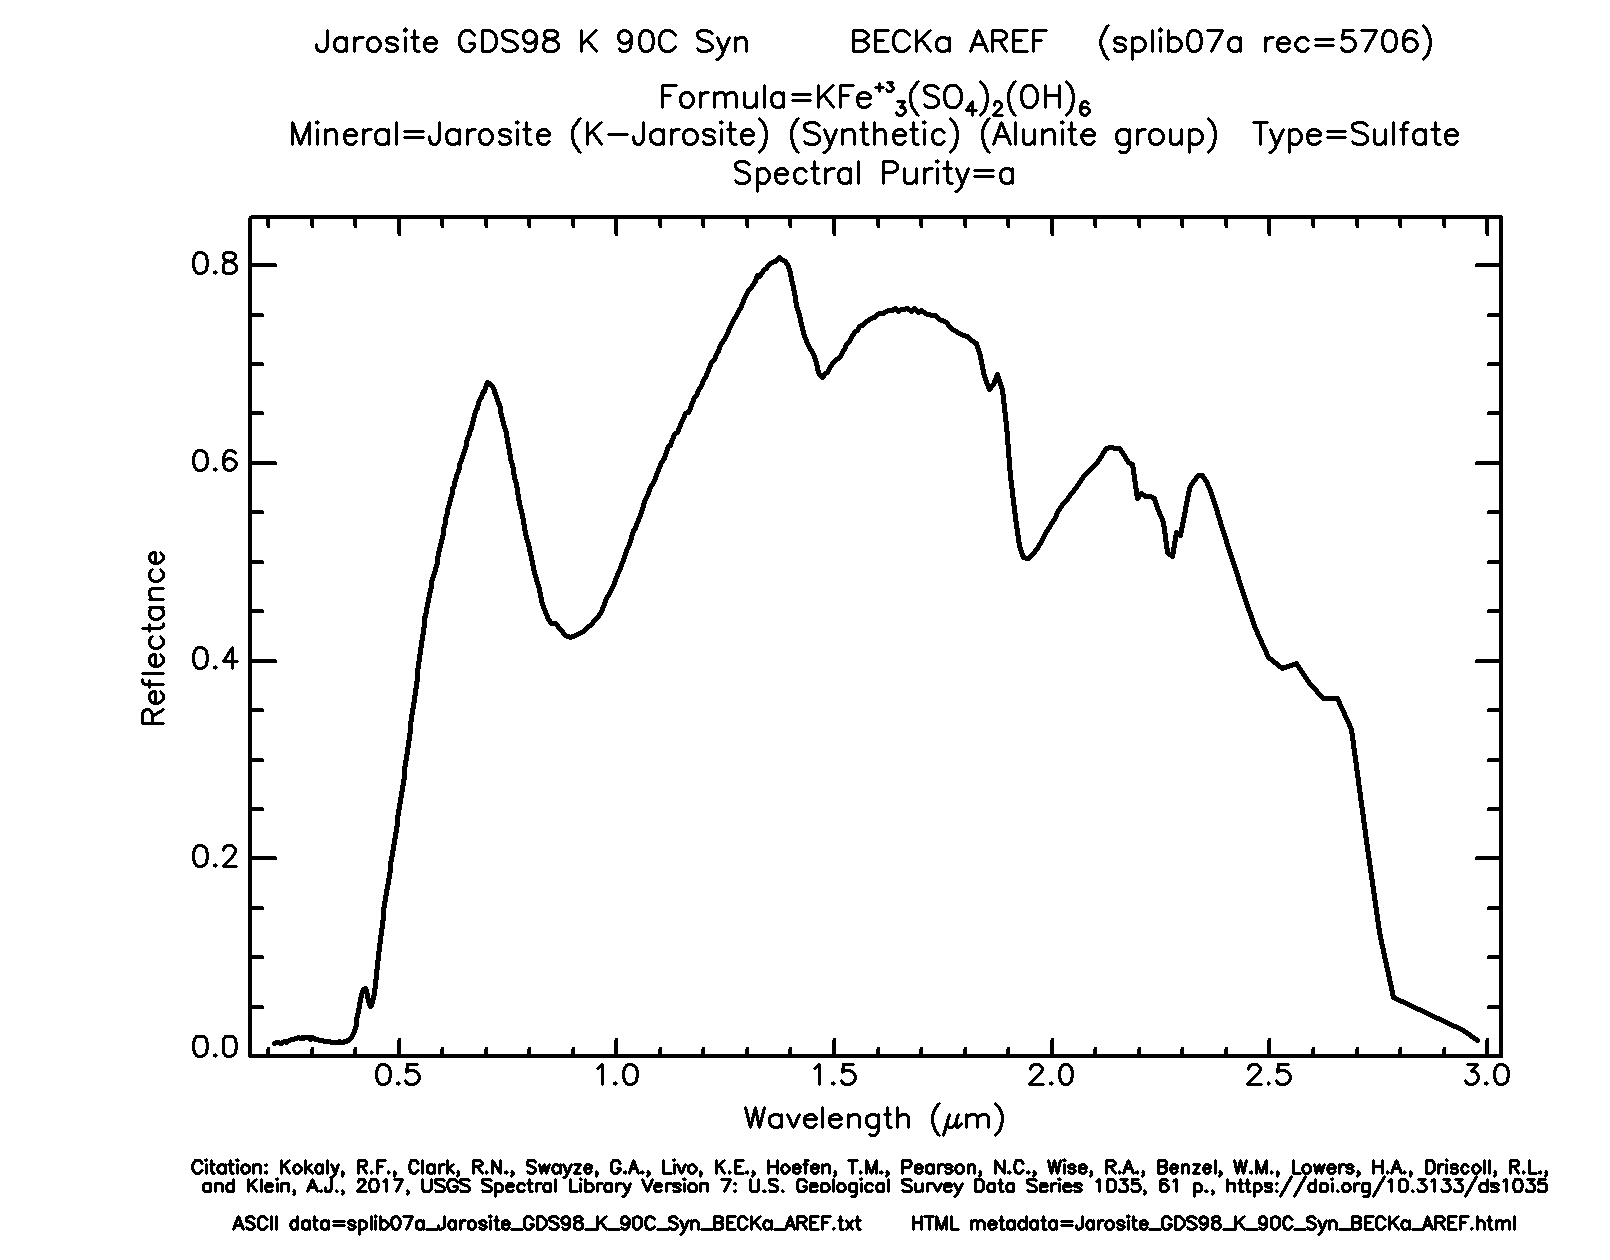 Jarosite GDS98 K 90C Syn BECKa AREF (splib07a rec=5706)
Formula=KFe+3 3(SO4)2(OH)6
Mineral=Jarosite (K-Jarosite) (Synthetic) (Alunite group) Type=Sulfate
Spectral Purity=a
0.8
0.6
0.4
0.2
0.0
Reflectance
0.5 1.0 1.5 2.0 2.5 3.0
Wavelength (μm)
Citation: Kokaly, R.F., Clark, R.N., Swayze, G.A., Livo, K.E., Hoefen, T.M., Pearson, N.C., Wise, R.A., Benzel, W.M., Lowers, H.A., Driscoll, R.L.,
and Klein, A.J., 2017, USGS Spectral Library Version 7: U.S. Geological Survey Data Series 1035, 61 p., https://doi.org/10.3133/ds1035
ASCII data=splib07a_Jarosite_GDS98_K_90C_Syn_BECKa_AREF.txt HTML metadata=Jarosite_GDS98_K_90C_Syn_BECKa_AREF.html